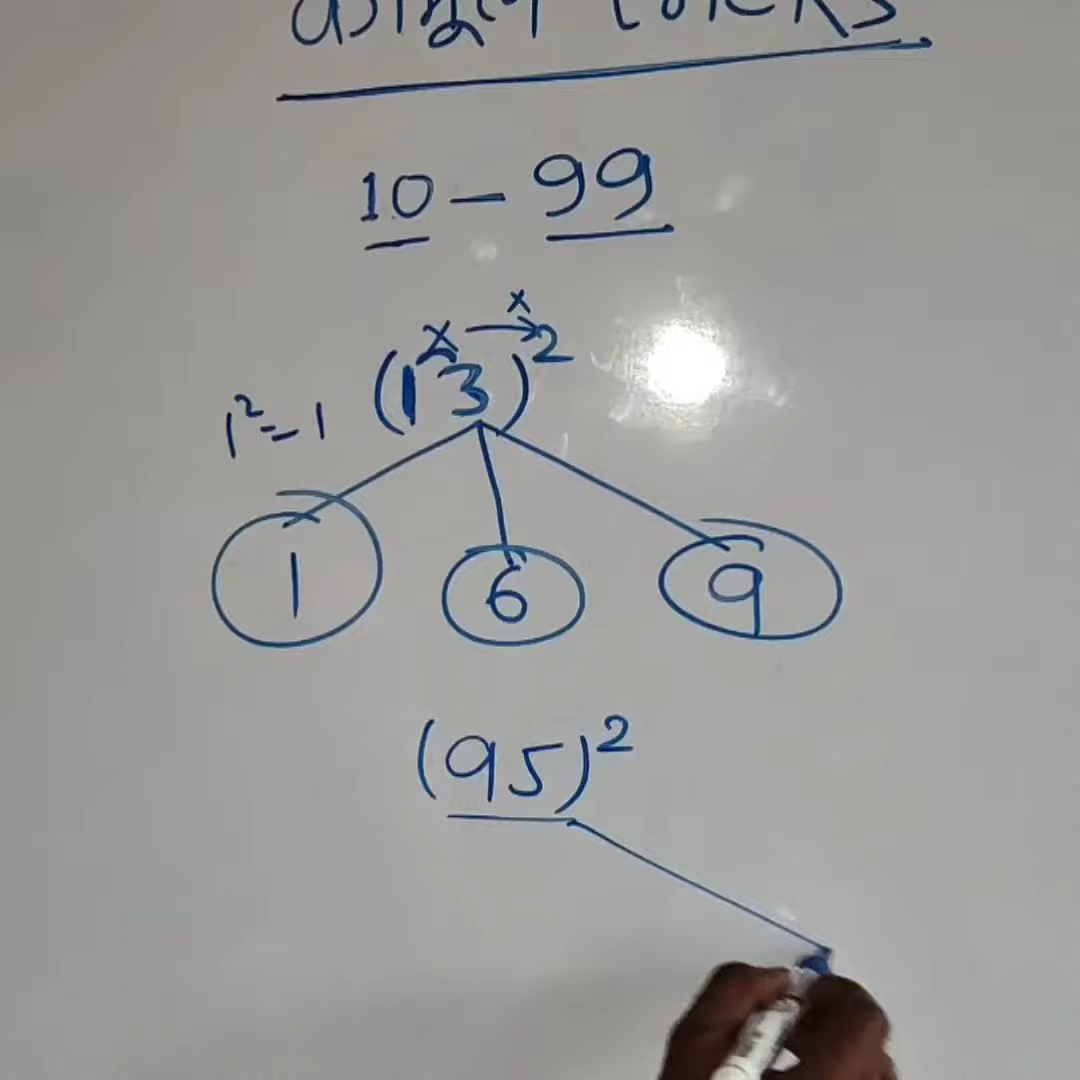 10 - 99
x → x
(13)²
1² = 1
1 6 9
(95)²